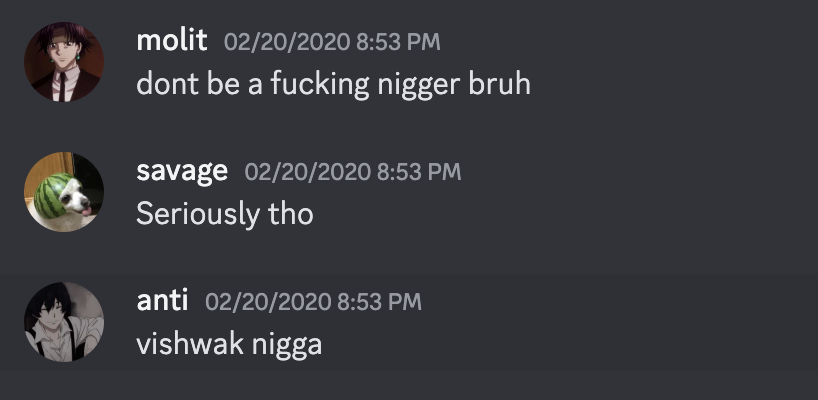 molit 02/20/2020 8:53 PM
dont be a fucking nigger bruh
savage 02/20/2020 8:53 PM
Seriously tho
anti 02/20/2020 8:53 PM
vishwak nigga